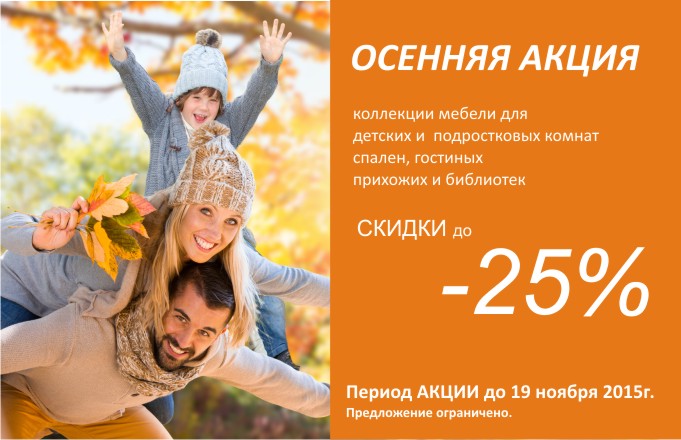 ОСЕННЯЯ АКЦИЯ
коллекции мебели для
детских и подростковых комнат
спален, гостиных
прихожих и библиотек
СКИДКИ до
-25%
Период АКЦИИ до 19 ноября 2015г.
Предложение ограничено.